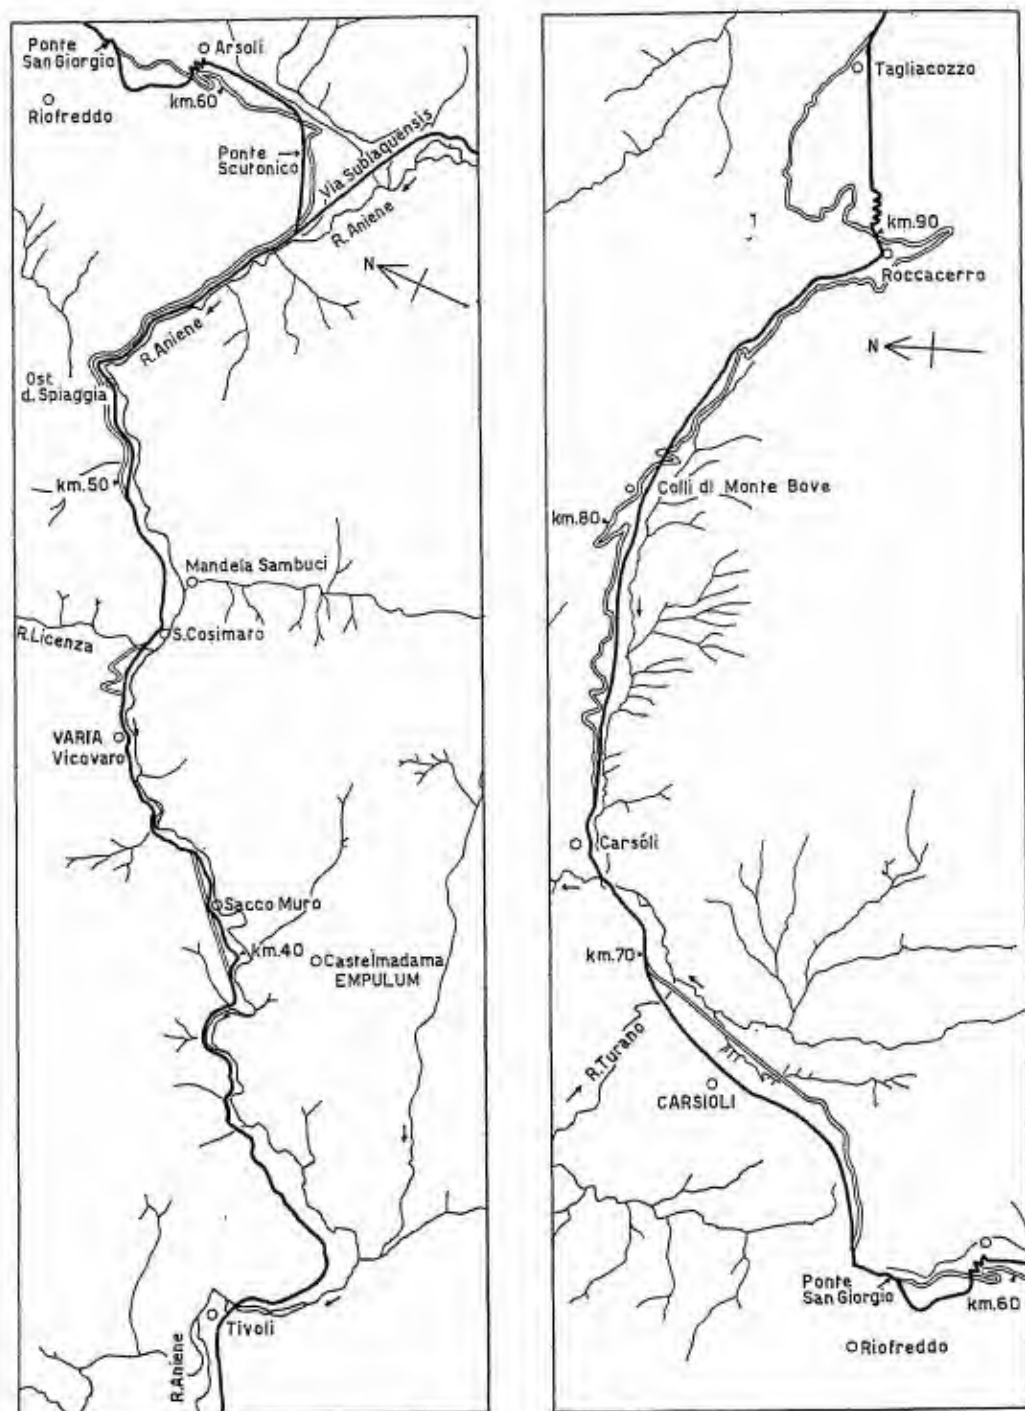 Ponte
San Giorgio
Arsoli
Riofreddo
km.60
Ponte
Scutonico
Via Sublaquensis
R. Aniene
N
R. Aniene
Ost
d. Spiaggia
km.50
Mandela Sambuci
R. Licenza
S. Cosimato
VARIA
Vicovaro
Sacco Muro
km.40
Castelmadama
EMPULUM
Tivoli
R. Aniene
Tagliacozzo
km.90
Roccacerro
N
Colli di Monte Bove
km.80
Carsóli
km.70
R. Turano
CARSIOLI
Ponte
San Giorgio
km.60
Riofreddo